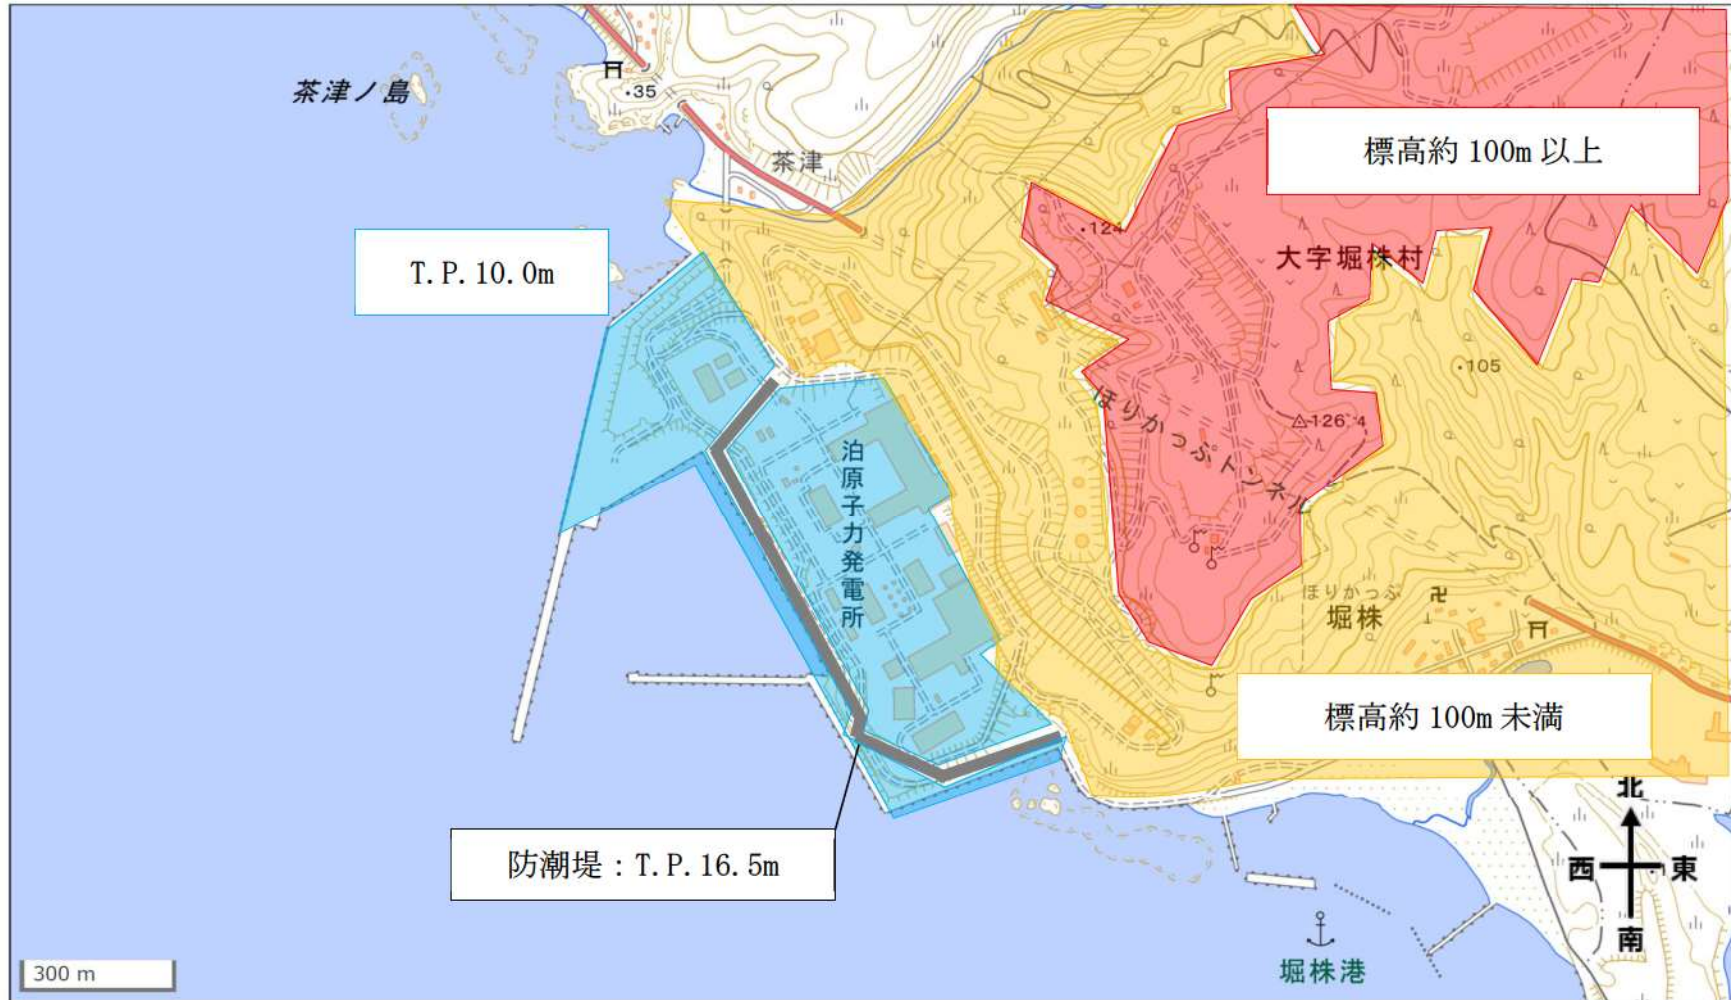 茶津ノ島
・35
茶津
標高約 100m 以上
・124
大字堀株村
T.P.10.0m
・105
ほりかっぷトンネル
126.4
泊原子力発電所
ほりかっぷ
堀株
標高約 100m 未満
防潮堤：T.P.16.5m
北
西
東
南
堀株港
300 m